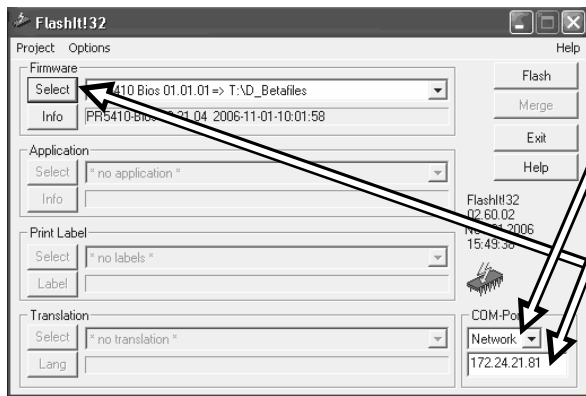 FlashIt!32
Project Options Help
Firmware
Select 410 Bios 01.01.01 => T:\D_Betafiles
Info PR5410-Bios 21.04 2006-11-01-10:01:58
Flash
Merge
Exit
Help
Application
Select * no application *
Info
FlashIt!32
02.60.02
2006
15:49:38
Print Label
Select * no labels *
Label
Translation
Select * no translation *
Lang
COM-Port
Network
172.24.21.81